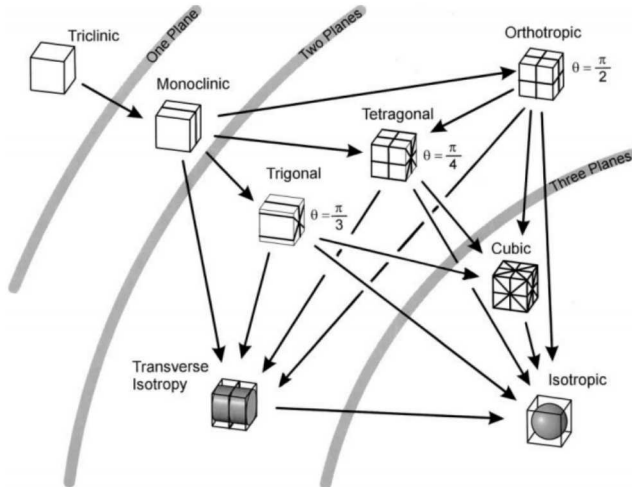 Triclinic
One Plane
Two Planes
Orthotropic
θ = π/2
Monoclinic
Tetragonal
θ = π/4
Three Planes
Trigonal
θ = π/3
Cubic
Transverse
Isotropy
Isotropic